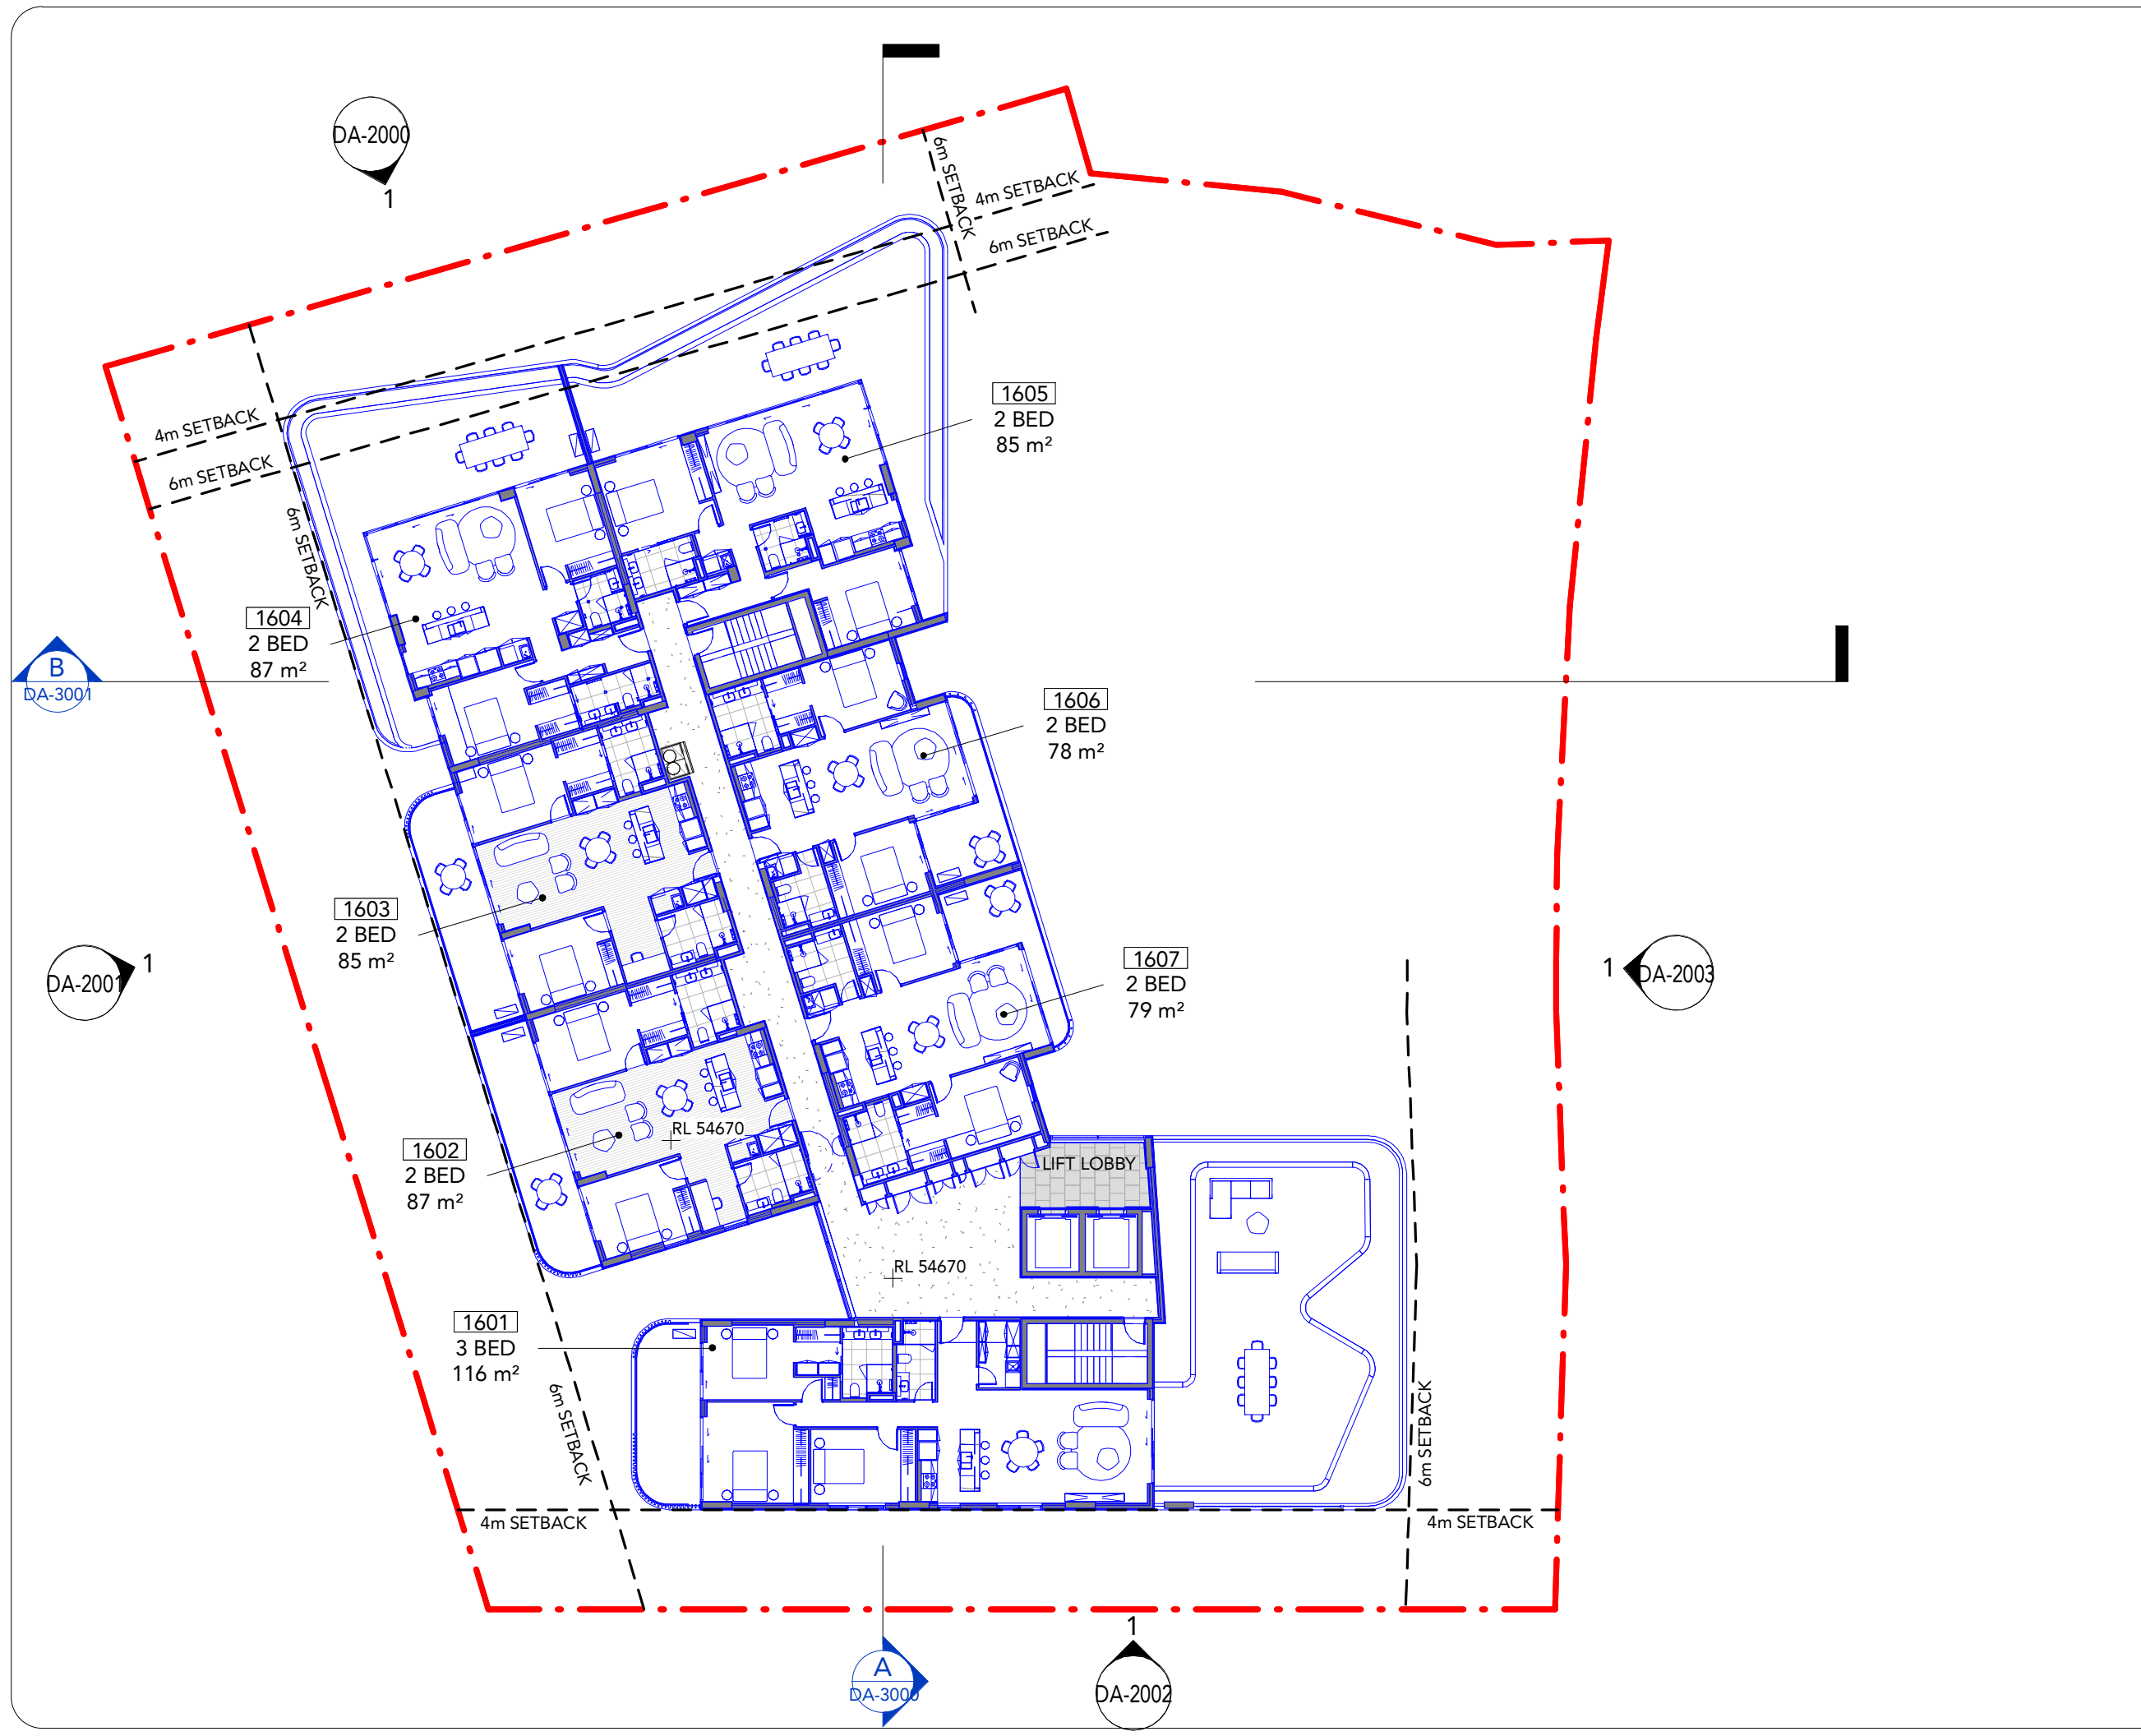 DA-2000
1
6m SETBACK
4m SETBACK
6m SETBACK
1605
2 BED
85 m²
4m SETBACK
6m SETBACK
6m SETBACK
1604
2 BED
87 m²
B
DA-3001
1606
2 BED
78 m²
1603
2 BED
85 m²
DA-2001
1
1607
2 BED
79 m²
1
DA-2003
RL 54670
1602
2 BED
87 m²
LIFT LOBBY
RL 54670
1601
3 BED
116 m²
6m SETBACK
6m SETBACK
4m SETBACK
4m SETBACK
A
DA-3000
1
DA-2002